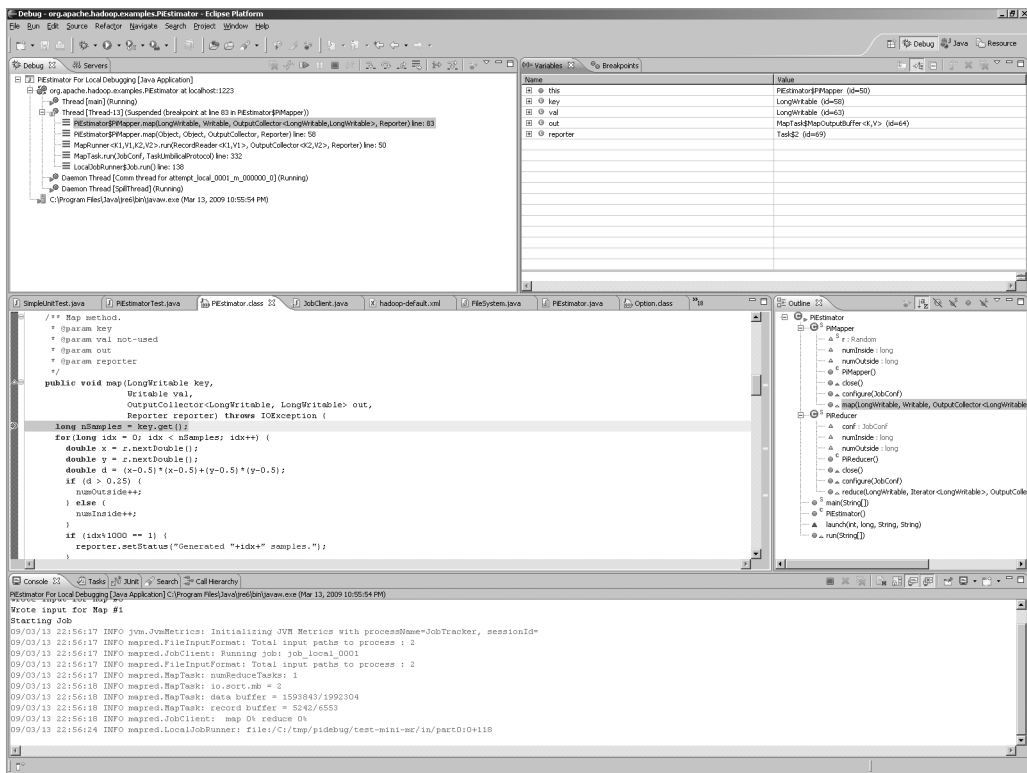 Debug - org.apache.hadoop.examples.PiEstimator - Eclipse Platform
File Run Edit Source Refactor Navigate Search Project Window Help
Debug Java Resource
Debug Servers
PiEstimator For Local Debugging [Java Application]
org.apache.hadoop.examples.PiEstimator at localhost:1223
Thread [main] (Running)
Thread [Thread-13] (Suspended (breakpoint at line 83 in PiEstimator$PiMapper))
PiEstimator$PiMapper.map(LongWritable, Writable, OutputCollector<LongWritable,LongWritable>, Reporter) line: 83
PiEstimator$PiMapper.map(Object, Object, OutputCollector, Reporter) line: 58
MapRunner<K1,V1,K2,V2>.run(RecordReader<K1,V1>, OutputCollector<K2,V2>, Reporter) line: 50
MapTask.run(JobConf, TaskUmbilicalProtocol) line: 332
LocalJobRunner$Job.run() line: 138
Daemon Thread [Comm thread for attempt_local_0001_m_000000_0] (Running)
Daemon Thread [SpillThread] (Running)
C:\Program Files\Java\jre6\bin\javaw.exe (Mar 13, 2009 10:55:54 PM)
(x)= Variables Breakpoints
Name Value
this PiEstimator$PiMapper (id=50)
key LongWritable (id=58)
val LongWritable (id=63)
out MapTask$MapOutputBuffer<K,V> (id=64)
reporter Task$2 (id=69)
SimpleUnitTest.java PiEstimatorTest.java PiEstimator.class JobClient.java hadoop-default.xml FileSystem.java PiEstimator.java Option.class »18
/** Map method.
* @param key
* @param val not-used
* @param out
* @param reporter
*/
public void map(LongWritable key,
Writable val,
OutputCollector<LongWritable, LongWritable> out,
Reporter reporter) throws IOException {
long nSamples = key.get();
for(long idx = 0; idx < nSamples; idx++) {
double x = r.nextDouble();
double y = r.nextDouble();
double d = (x-0.5)*(x-0.5)+(y-0.5)*(y-0.5);
if (d > 0.25) {
numOutside++;
} else {
numInside++;
}
if (idx%1000 == 1) {
reporter.setStatus("Generated "+idx+" samples.");
}
Outline
PiEstimator
S PiMapper
S r : Random
numInside : long
numOutside : long
C PiMapper()
close()
configure(JobConf)
map(LongWritable, Writable, OutputCollector<LongWritable
S PiReducer
conf : JobConf
numInside : long
numOutside : long
C PiReducer()
close()
configure(JobConf)
reduce(LongWritable, Iterator<LongWritable>, OutputColle
S main(String[])
C PiEstimator()
launch(int, long, String, String)
run(String[])
Console Tasks JUnit Search Call Hierarchy
PiEstimator For Local Debugging [Java Application] C:\Program Files\Java\jre6\bin\javaw.exe (Mar 13, 2009 10:55:54 PM)
Wrote input for Map #0
Wrote input for Map #1
Starting Job
09/03/13 22:56:17 INFO jvm.JvmMetrics: Initializing JVM Metrics with processName=JobTracker, sessionId=
09/03/13 22:56:17 INFO mapred.FileInputFormat: Total input paths to process : 2
09/03/13 22:56:17 INFO mapred.JobClient: Running job: job_local_0001
09/03/13 22:56:17 INFO mapred.FileInputFormat: Total input paths to process : 2
09/03/13 22:56:17 INFO mapred.MapTask: numReduceTasks: 1
09/03/13 22:56:18 INFO mapred.MapTask: io.sort.mb = 2
09/03/13 22:56:18 INFO mapred.MapTask: data buffer = 1593843/1992304
09/03/13 22:56:18 INFO mapred.MapTask: record buffer = 5242/6553
09/03/13 22:56:18 INFO mapred.JobClient: map 0% reduce 0%
09/03/13 22:56:24 INFO mapred.LocalJobRunner: file:/C:/tmp/pidebug/test-mini-mr/in/part0:0+118